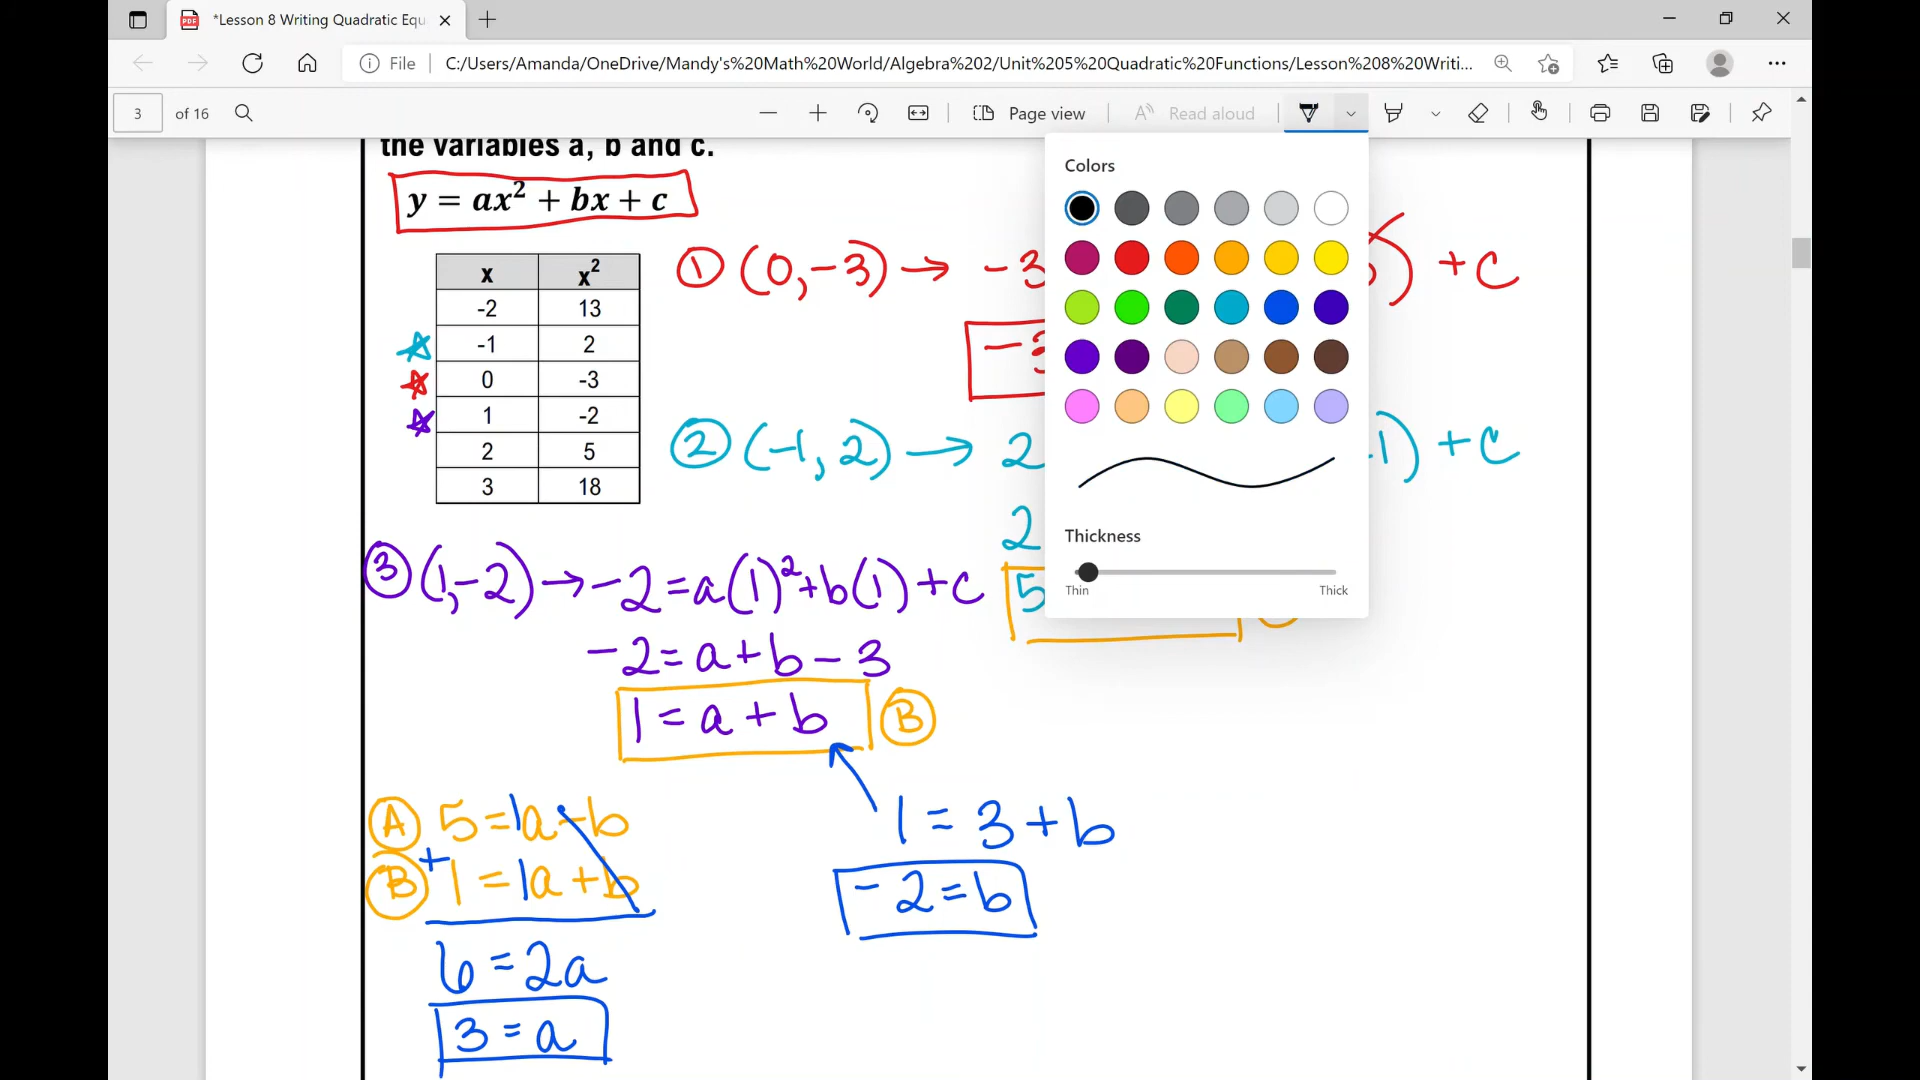 *Lesson 8 Writing Quadratic Equ
File C:/Users/Amanda/OneDrive/Mandy's%20Math%20World/Algebra%202/Unit%205%20Quadratic%20Functions/Lesson%208%20Writi...
3 of 16 Page view Read aloud
the variables a, b and c.
y = ax² + bx + c
x x²
-2 13
-1 2
0 -3
1 -2
2 5
3 18
① (0,-3) → -3 ) + c
-3
② (-1, 2) → 2 -1) + c
2
5
③ (1,-2) → -2 = a(1)² + b(1) + c
-2 = a + b - 3
1 = a + b Ⓑ
Ⓐ 5 = 1a - b
+ Ⓑ 1 = 1a + b
6 = 2a
3 = a
1 = 3 + b
-2 = b
Colors
Thickness
Thin Thick